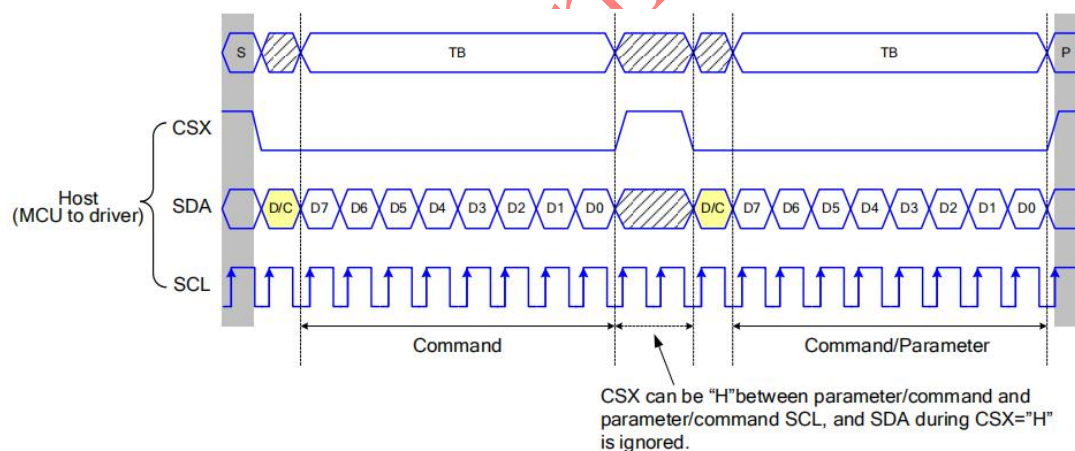 S TB TB P
CSX
Host
(MCU to driver)
SDA D/C D7 D6 D5 D4 D3 D2 D1 D0 D/C D7 D6 D5 D4 D3 D2 D1 D0
SCL
Command Command/Parameter
CSX can be “H”between parameter/command and
parameter/command SCL, and SDA during CSX=”H”
is ignored.